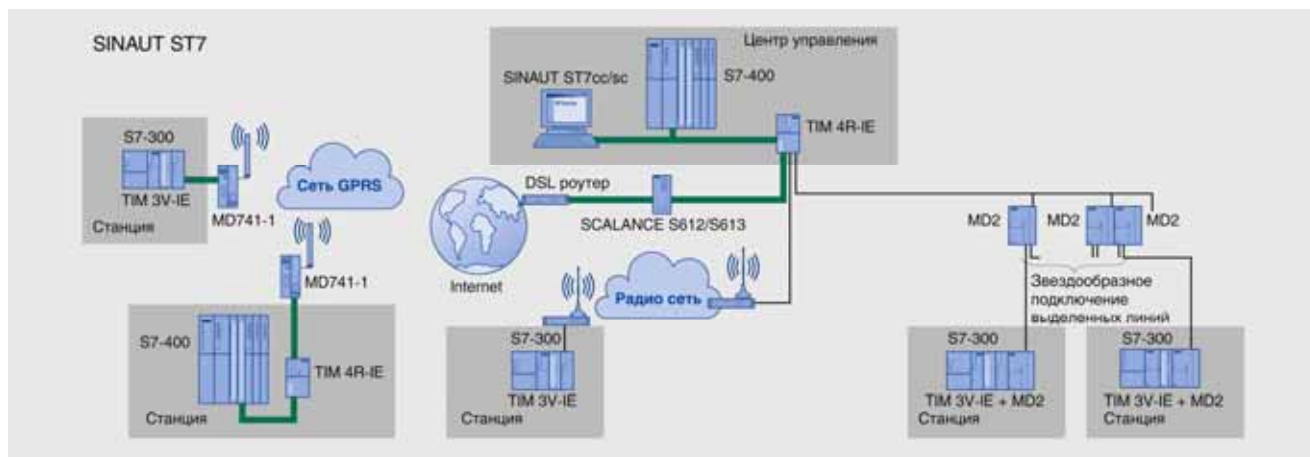 SINAUT ST7
Центр управления
SINAUT ST7cc/sc
S7-400
TIM 4R-IE
S7-300
TIM 3V-IE
Станция
MD741-1
Сеть GPRS
MD741-1
S7-400
TIM 4R-IE
Станция
DSL роутер
SCALANCE S612/S613
Internet
Радио сеть
S7-300
TIM 3V-IE
Станция
MD2
MD2
MD2
Звездообразное
подключение
выделенных линий
S7-300
TIM 3V-IE + MD2
Станция
S7-300
TIM 3V-IE + MD2
Станция